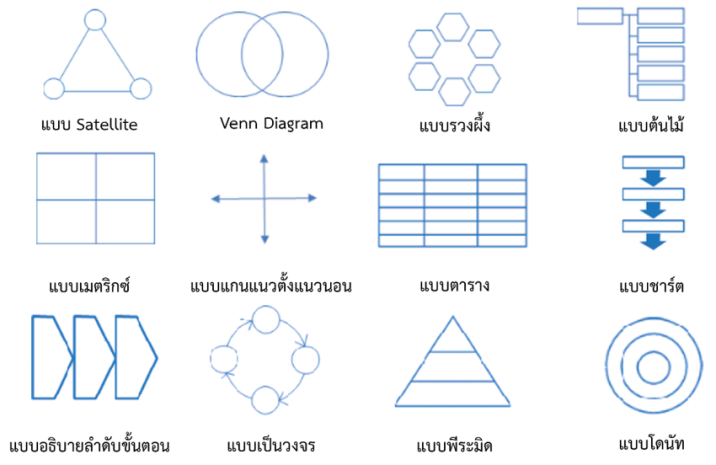 แบบ Satellite
Venn Diagram
แบบรวงผึ้ง
แบบต้นไม้
แบบเมตริกซ์
แบบแกนแนวตั้งแนวนอน
แบบตาราง
แบบชาร์ต
แบบอธิบายลำดับขั้นตอน
แบบเป็นวงจร
แบบพีระมิด
แบบโดนัท